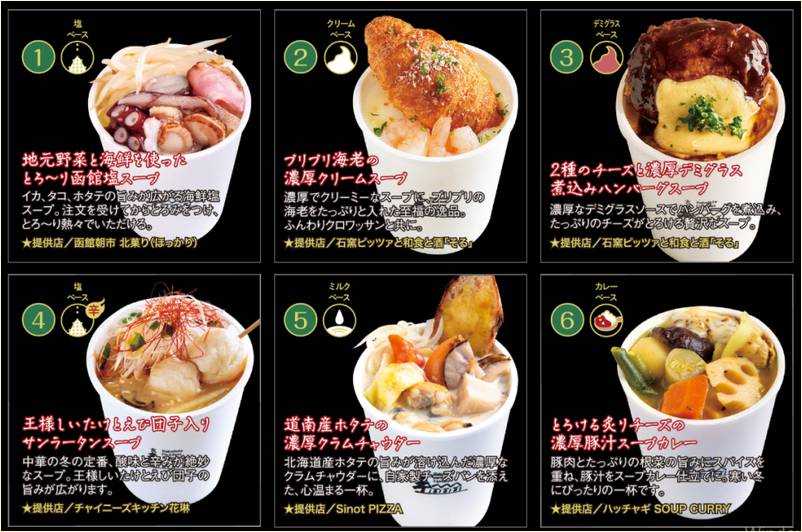 1
塩
ベース
地元野菜と海鮮を使った
とろ〜り函館塩スープ
イカ、タコ、ホタテの旨みが広がる海鮮塩
スープ。注文を受けてからとろみをつけ、
とろ〜り熱々でいただける。
★提供店／函館朝市 北菓り(ほっかり)
2
クリーム
ベース
プリプリ海老の
濃厚クリームスープ
濃厚でクリーミーなスープに、プリプリの
海老をたっぷりと入れた至福の逸品。
ふんわりクロワッサンと共に。
★提供店／石窯ピッツァと和食と酒「そる」
3
デミグラス
ベース
2種のチーズと濃厚デミグラス
煮込みハンバーグスープ
濃厚なデミグラスソースでハンバーグを煮込み、
たっぷりのチーズがとろける贅沢なスープ。
★提供店／石窯ピッツァと和食と酒「そる」
4
塩
ベース
辛
王様しいたけとえび団子入り
サンラータンスープ
中華の冬の定番、酸味と辛みが絶妙
なスープ。王様しいたけとえび団子の
旨みが広がります。
★提供店／チャイニーズキッチン花琳
5
ミルク
ベース
道南産ホタテの
濃厚クラムチャウダー
北海道産ホタテの旨みが溶け込んだ濃厚な
クラムチャウダーに、自家製チーズパンを添え
た、心温まる一杯。
★提供店／Sinot PIZZA
6
カレー
ベース
とろける炙りチーズの
濃厚豚汁スープカレー
豚肉とたっぷりの根菜の旨みにスパイスを
重ね、豚汁をスープカレー仕立てに。寒い冬
にぴったりの一杯です。
★提供店／ハッチャギ SOUP CURRY